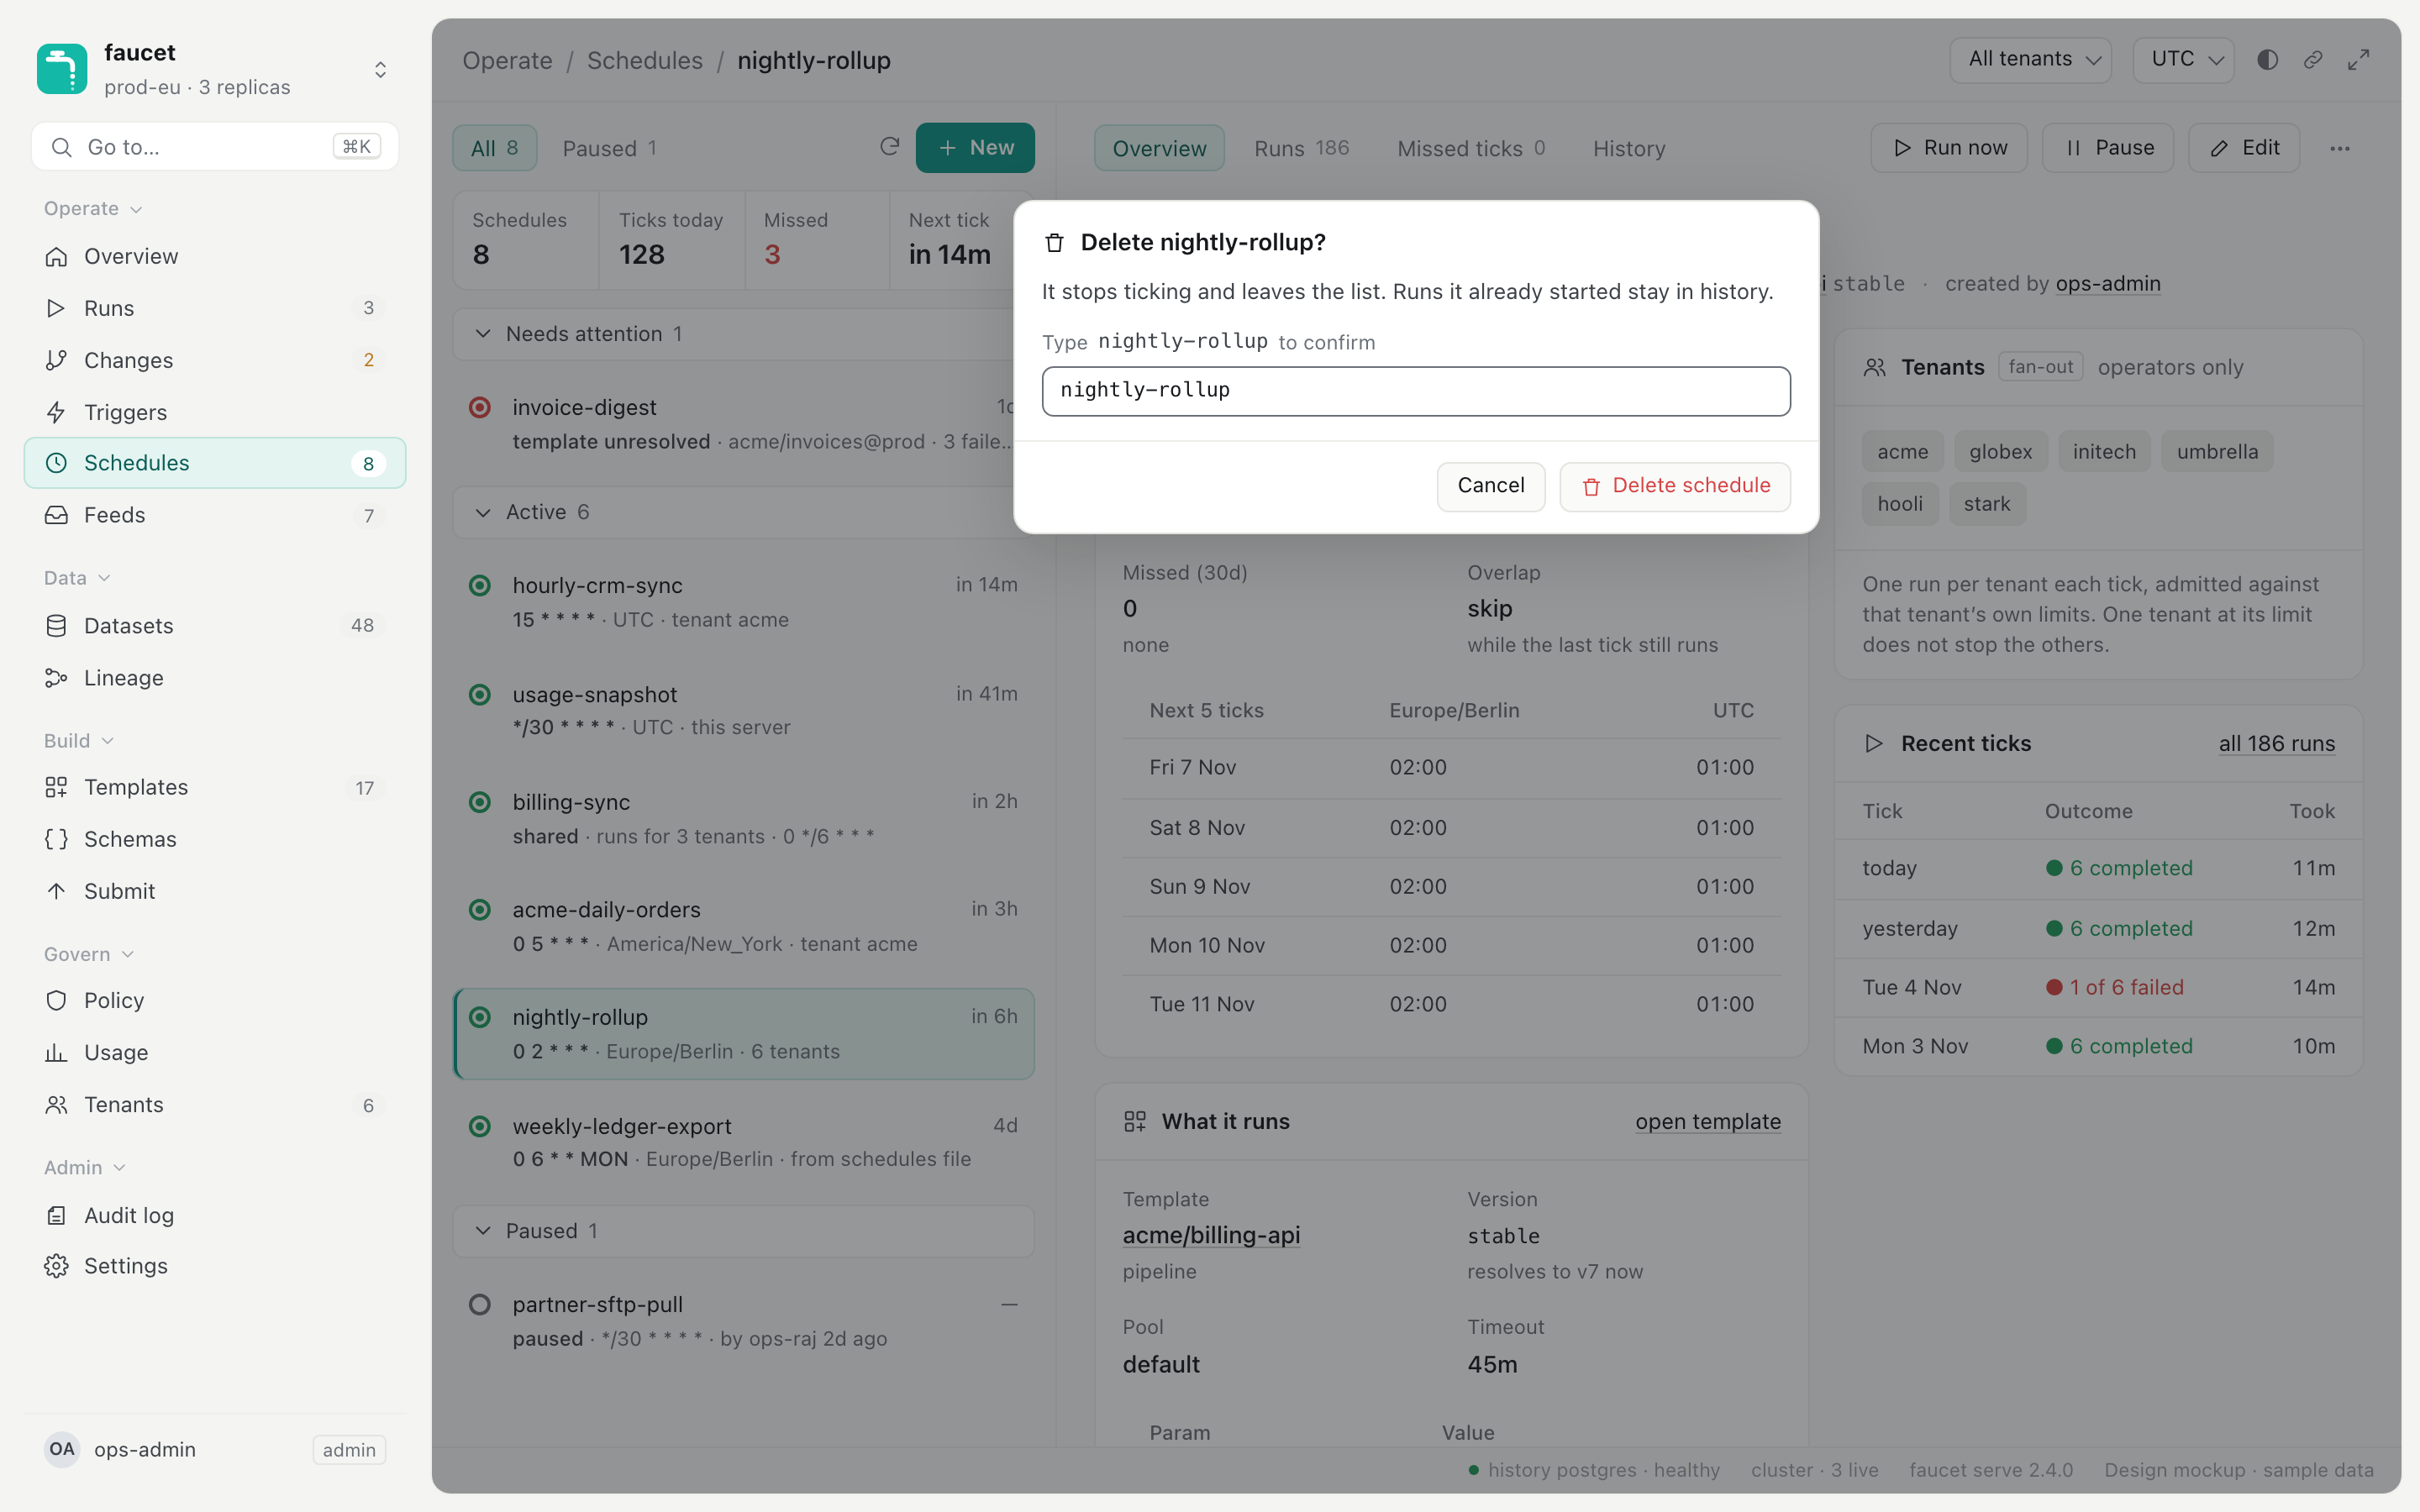 faucet
prod-eu · 3 replicas
Go to...
⌘K
Operate
Overview
Runs 3
Changes 2
Triggers
Schedules 8
Feeds 7
Data
Datasets 48
Lineage
Build
Templates 17
Schemas
Submit
Govern
Policy
Usage
Tenants 6
Admin
Audit log
Settings
OA ops-admin admin
Operate / Schedules / nightly-rollup
All tenants
UTC
All 8
Paused 1
New
Schedules
8
Ticks today
128
Missed
3
Next tick
in 14m
Needs attention 1
invoice-digest
template unresolved · acme/invoices@prod · 3 faile...
Active 6
hourly-crm-sync in 14m
15 * * * * · UTC · tenant acme
usage-snapshot in 41m
*/30 * * * * · UTC · this server
billing-sync in 2h
shared · runs for 3 tenants · 0 */6 * * *
acme-daily-orders in 3h
0 5 * * * · America/New_York · tenant acme
nightly-rollup in 6h
0 2 * * * · Europe/Berlin · 6 tenants
weekly-ledger-export 4d
0 6 * * MON · Europe/Berlin · from schedules file
Paused 1
partner-sftp-pull —
paused · */30 * * * * · by ops-raj 2d ago
Overview
Runs 186
Missed ticks 0
History
Run now
Pause
Edit
Delete nightly-rollup?
It stops ticking and leaves the list. Runs it already started stay in history.
Type nightly-rollup to confirm
nightly-rollup
Cancel
Delete schedule
stable · created by ops-admin
Missed (30d)
0
none
Overlap
skip
while the last tick still runs
Next 5 ticks Europe/Berlin UTC
Fri 7 Nov 02:00 01:00
Sat 8 Nov 02:00 01:00
Sun 9 Nov 02:00 01:00
Mon 10 Nov 02:00 01:00
Tue 11 Nov 02:00 01:00
What it runs
open template
Template
acme/billing-api
pipeline
Version
stable
resolves to v7 now
Pool
default
Timeout
45m
Param Value
Tenants fan-out operators only
acme globex initech umbrella
hooli stark
One run per tenant each tick, admitted against
that tenant’s own limits. One tenant at its limit
does not stop the others.
Recent ticks
all 186 runs
Tick Outcome Took
today 6 completed 11m
yesterday 6 completed 12m
Tue 4 Nov 1 of 6 failed 14m
Mon 3 Nov 6 completed 10m
history postgres · healthy
cluster · 3 live
faucet serve 2.4.0
Design mockup · sample data